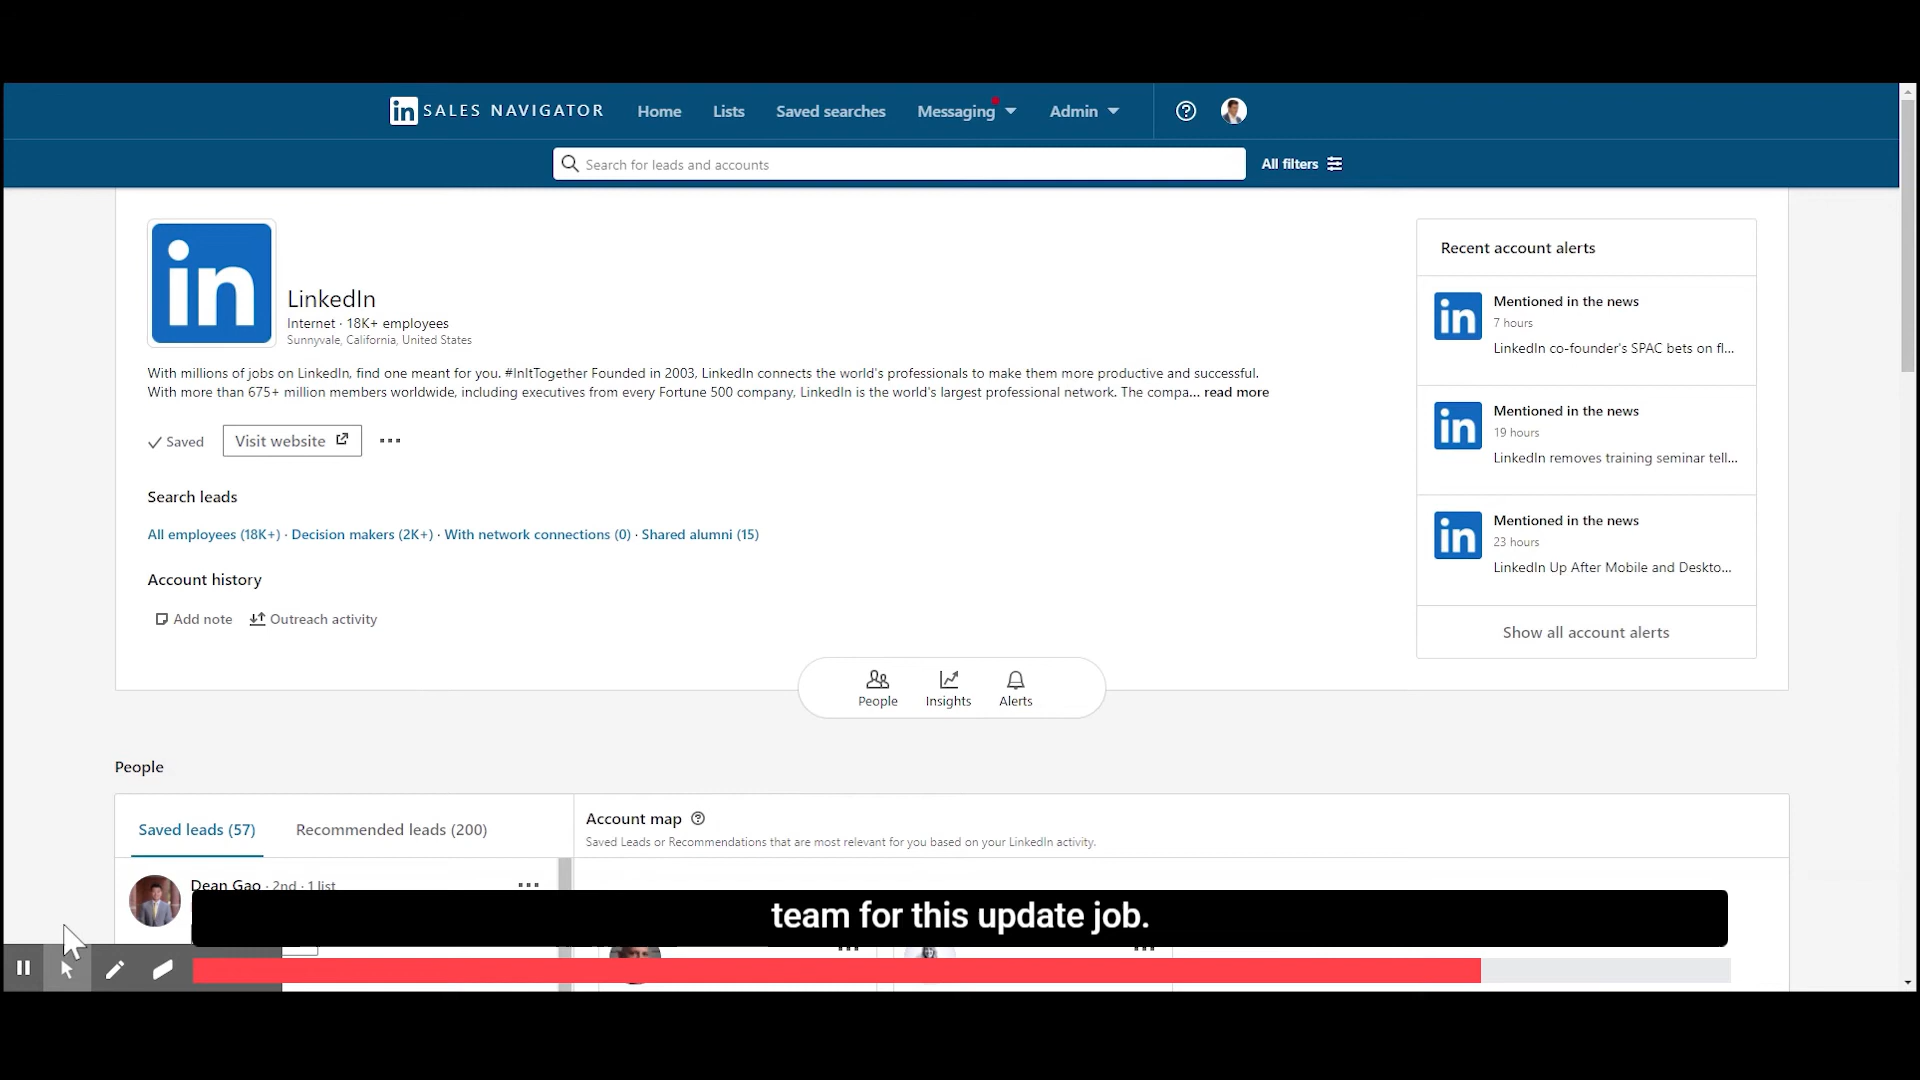 in SALES NAVIGATOR Home Lists Saved searches Messaging Admin
Search for leads and accounts All filters
in
LinkedIn
Internet · 18K+ employees
Sunnyvale, California, United States
With millions of jobs on LinkedIn, find one meant for you. #InItTogether Founded in 2003, LinkedIn connects the world's professionals to make them more productive and successful.
With more than 675+ million members worldwide, including executives from every Fortune 500 company, LinkedIn is the world's largest professional network. The compa... read more
Saved Visit website
Search leads
All employees (18K+) · Decision makers (2K+) · With network connections (0) · Shared alumni (15)
Account history
Add note Outreach activity
Recent account alerts
in
Mentioned in the news
7 hours
LinkedIn co-founder's SPAC bets on fl...
in
Mentioned in the news
19 hours
LinkedIn removes training seminar tell...
in
Mentioned in the news
23 hours
LinkedIn Up After Mobile and Deskto...
Show all account alerts
People Insights Alerts
People
Saved leads (57) Recommended leads (200)
Account map
Saved Leads or Recommendations that are most relevant for you based on your LinkedIn activity.
Dean Gao · 2nd · 1 list
team for this update job.